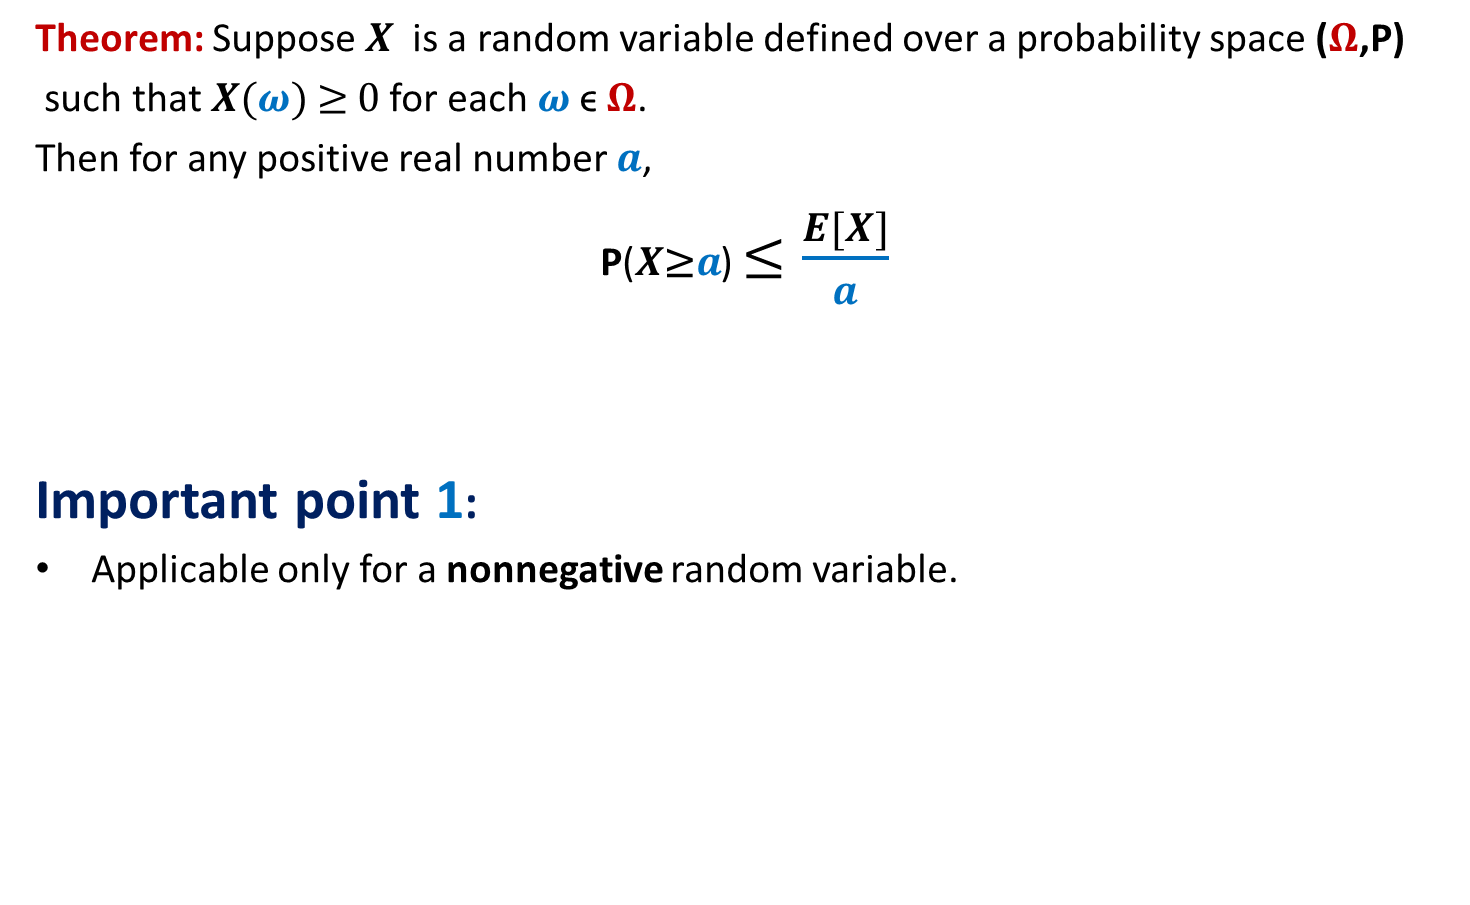 Theorem: Suppose X is a random variable defined over a probability space (Ω,P)
such that X(ω) ≥ 0 for each ω ϵ Ω.
Then for any positive real number a,
P(X≥a) ≤ E[X]/a
Important point 1:
• Applicable only for a nonnegative random variable.